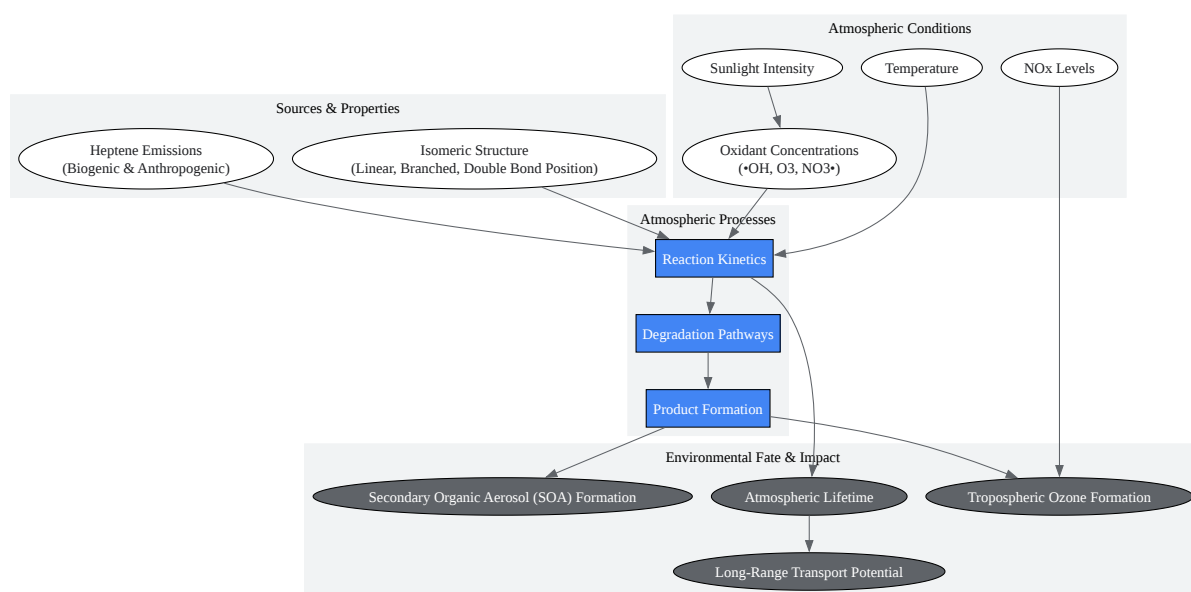 Atmospheric Conditions
Sunlight Intensity
Temperature
NOx Levels
Sources & Properties
Heptene Emissions
(Biogenic & Anthropogenic)
Isomeric Structure
(Linear, Branched, Double Bond Position)
Oxidant Concentrations
(•OH, O3, NO3•)
Atmospheric Processes
Reaction Kinetics
Degradation Pathways
Product Formation
Environmental Fate & Impact
Secondary Organic Aerosol (SOA) Formation
Atmospheric Lifetime
Tropospheric Ozone Formation
Long-Range Transport Potential